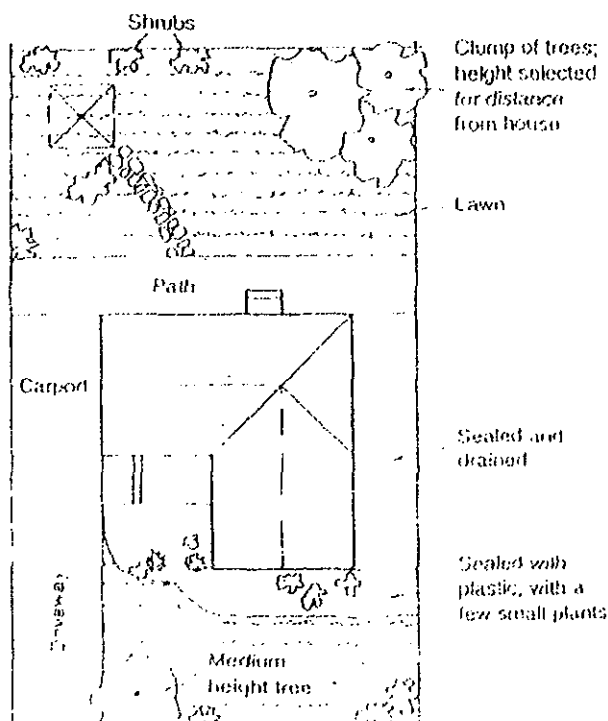 Shrubs
Clump of trees;
height selected
for distance
from house
Lawn
Path
Carport
Sealed and
drained
Sealed with
plastic, with a
few small plants
Driveway
Medium
height tree